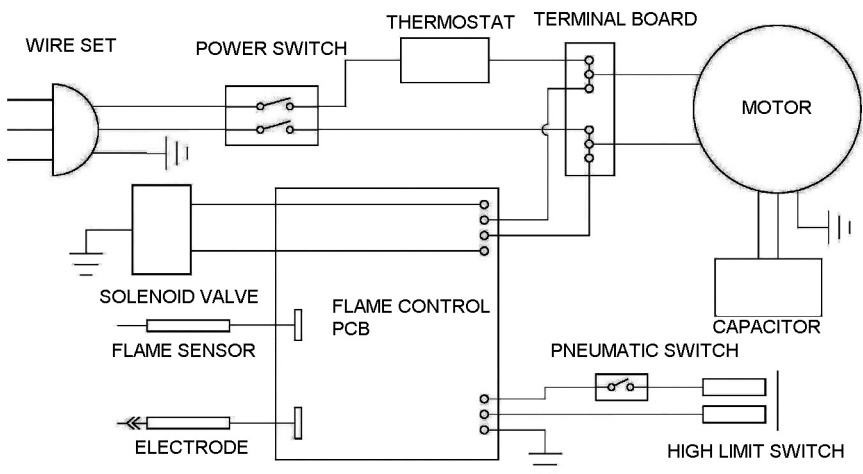 THERMOSTAT
TERMINAL BOARD
WIRE SET
POWER SWITCH
MOTOR
SOLENOID VALVE
FLAME CONTROL
PCB
FLAME SENSOR
CAPACITOR
PNEUMATIC SWITCH
ELECTRODE
HIGH LIMIT SWITCH